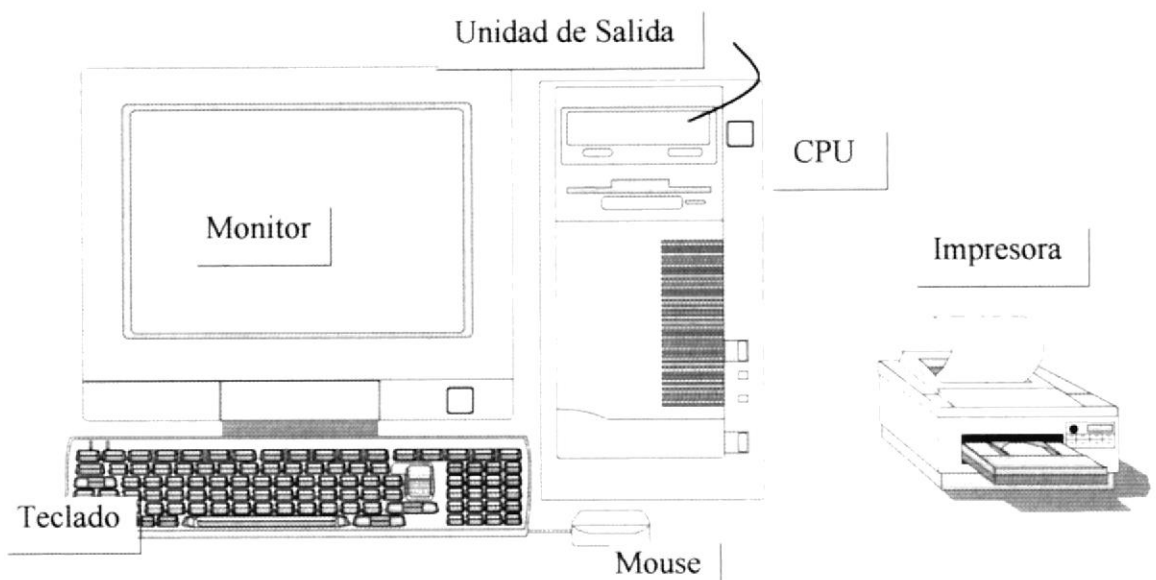 Unidad de Salida
CPU
Monitor
Impresora
Teclado
Mouse